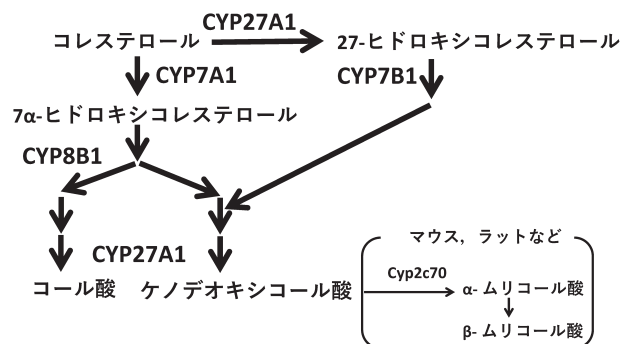 CYP27A1
コレステロール
27-ヒドロキシコレステロール
CYP7A1
CYP7B1
7α-ヒドロキシコレステロール
CYP8B1
CYP27A1
コール酸
ケノデオキシコール酸
マウス，ラットなど
Cyp2c70
α- ムリコール酸
β- ムリコール酸